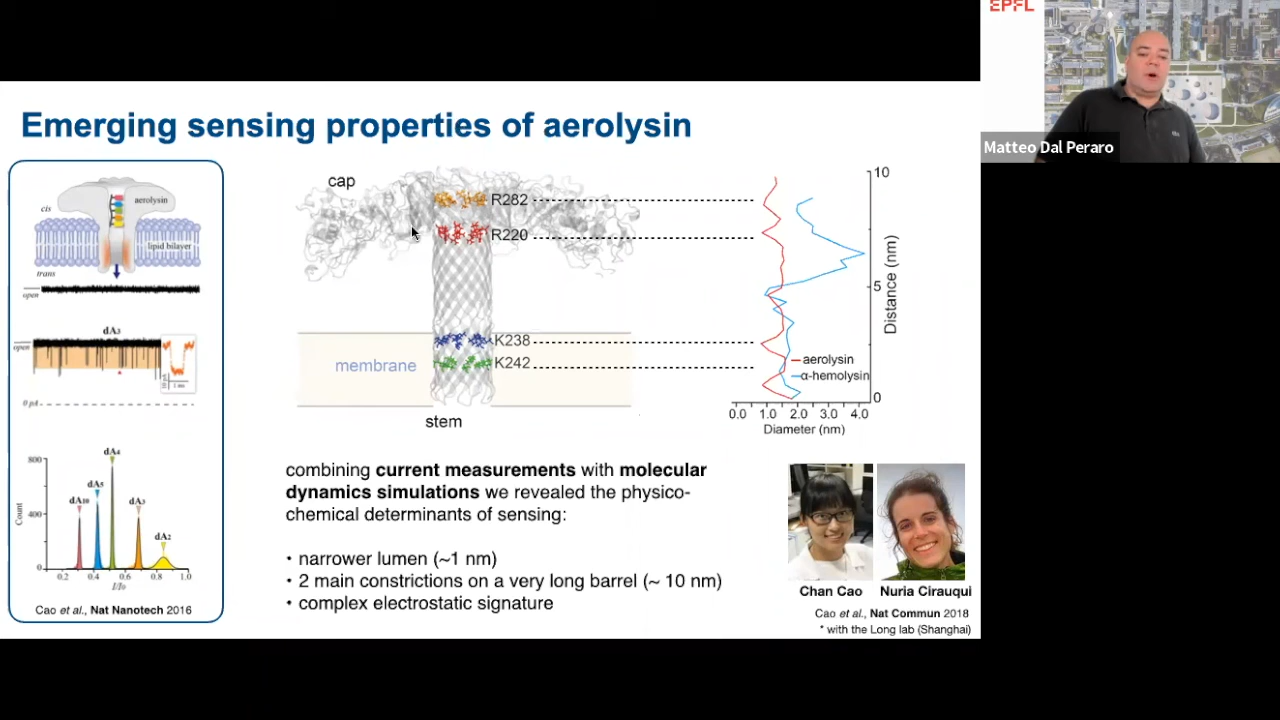 EPFL
Matteo Dal Peraro
Emerging sensing properties of aerolysin
cis
aerolysin
lipid bilayer
trans
open
dA3
open
1 ms
0 pA
800
400
0
Count
dA10
dA5
dA4
dA3
dA2
0.2 0.4 0.6 0.8 1.0
I/I0
Cao et al., Nat Nanotech 2016
cap
R282
R220
K238
K242
membrane
stem
10
5
0
Distance (nm)
aerolysin
α-hemolysin
0.0 1.0 2.0 3.0 4.0
Diameter (nm)
combining current measurements with molecular
dynamics simulations we revealed the physico-
chemical determinants of sensing:
• narrower lumen (~1 nm)
• 2 main constrictions on a very long barrel (~ 10 nm)
• complex electrostatic signature
Chan Cao
Nuria Cirauqui
Cao et al., Nat Commun 2018
* with the Long lab (Shanghai)